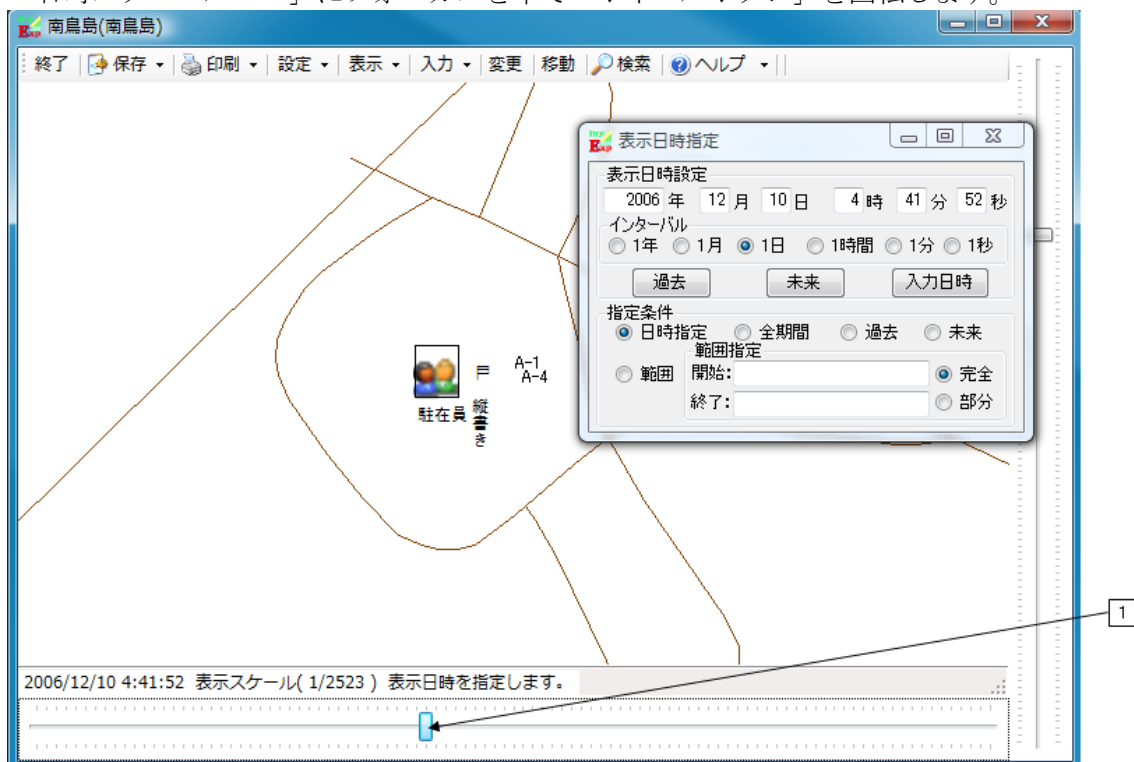 南鳥島(南鳥島)
終了 保存 印刷 設定 表示 入力 変更 移動 検索 ヘルプ
表示日時指定
表示日時設定
2006 年 12 月 10 日 4 時 41 分 52 秒
インターバル
1年 1月 1日 1時間 1分 1秒
過去 未来 入力日時
指定条件
日時指定 全期間 過去 未来
範囲指定
範囲 開始: 完全
終了: 部分
A-1
A-4
駐在員
縦書き
1
2006/12/10 4:41:52 表示スケール( 1/2523 ) 表示日時を指定します。